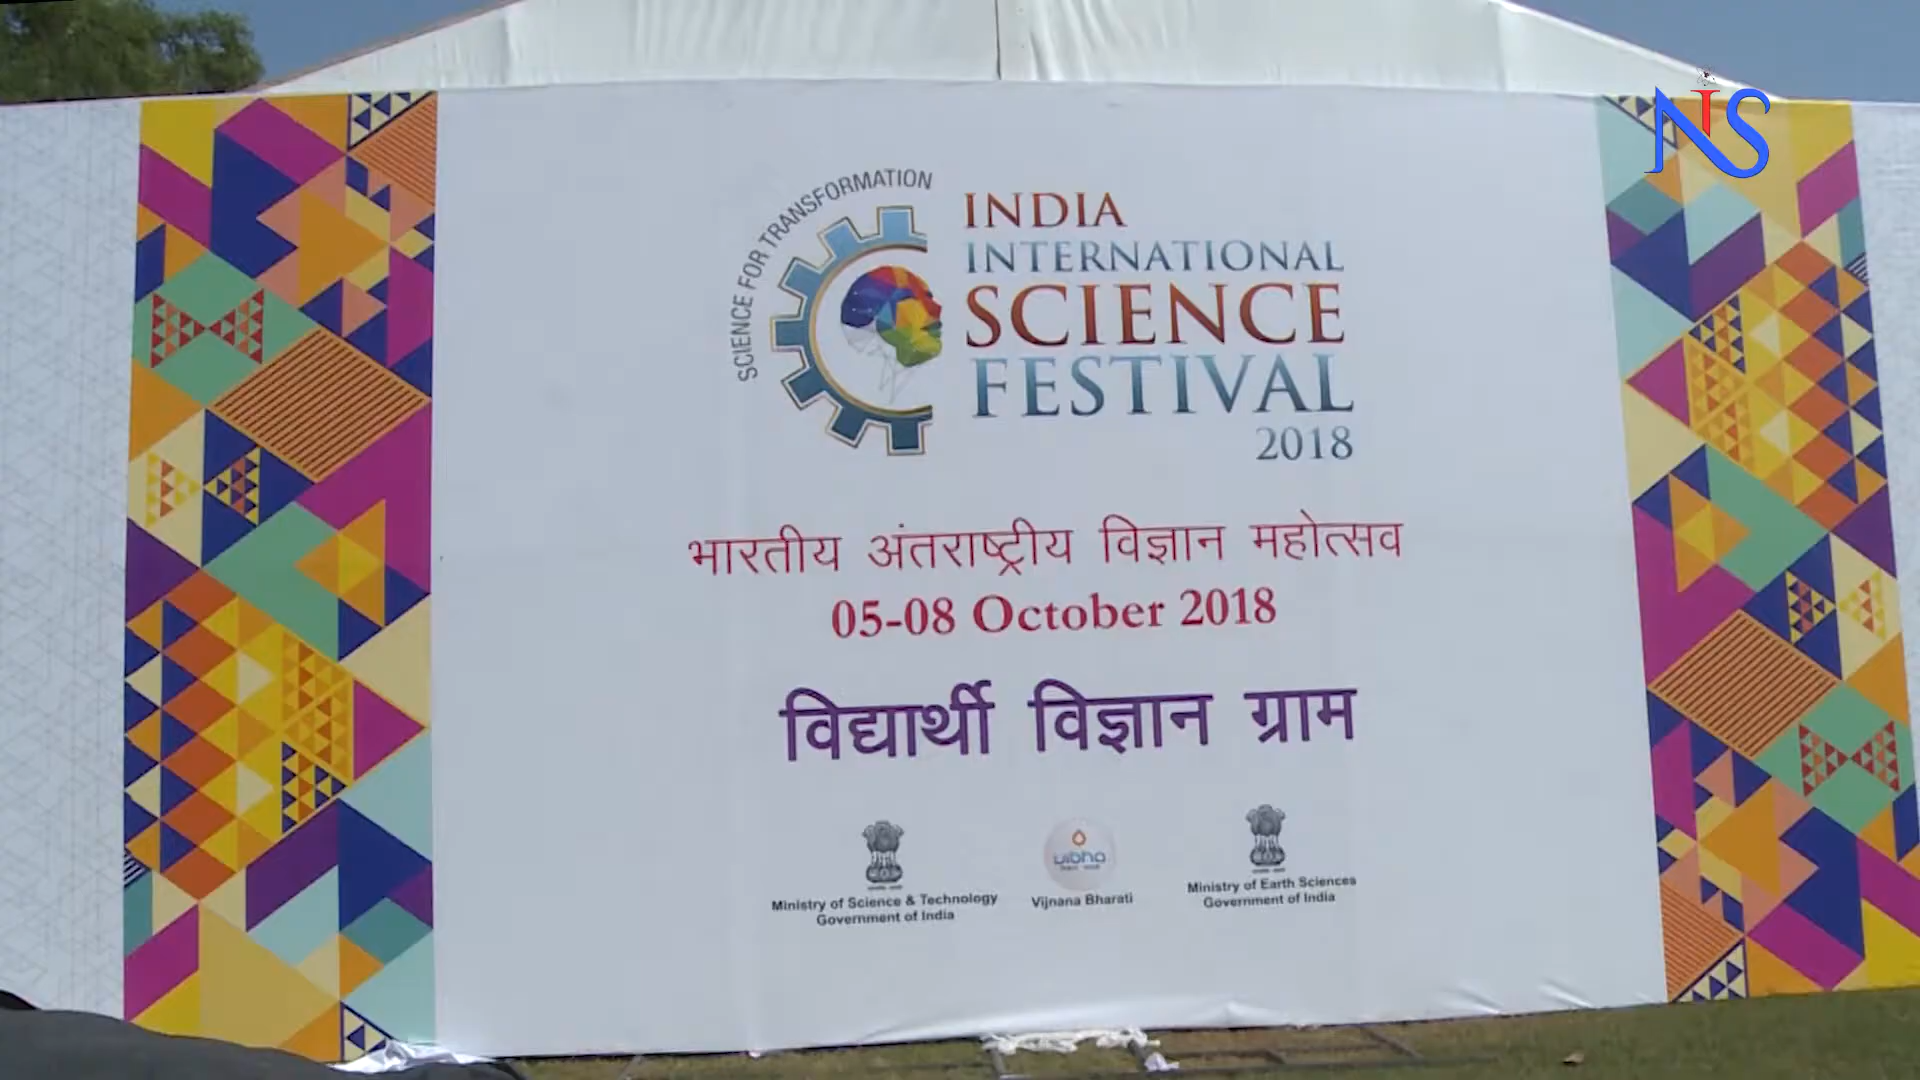 NIS
SCIENCE FOR TRANSFORMATION
INDIA
INTERNATIONAL
SCIENCE
FESTIVAL
2018
भारतीय अंतराष्ट्रीय विज्ञान महोत्सव
05-08 October 2018
विद्यार्थी विज्ञान ग्राम
vibha
Ministry of Science & Technology
Government of India
Vijnana Bharati
Ministry of Earth Sciences
Government of India